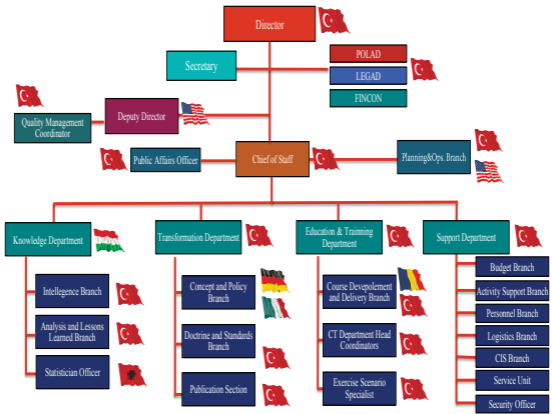 Director
Secretary
POLAD
LEGAD
FINCON
Quality Management
Coordinator
Deputy Director
Public Affairs Officer
Chief of Staff
Planning&Ops. Branch
Knowledge Department
Transformation Department
Education & Trainning
Department
Support Department
Intellegence Branch
Analysis and Lessons
Learned Branch
Statistician Officer
Concept and Policy
Branch
Doctrine and Standards
Branch
Publication Section
Course Devepolement
and Delivery Branch
CT Department Head
Coordinators
Exercise Scenario
Specialist
Budget Branch
Activity Support Branch
Personnel Branch
Logistics Branch
CIS Branch
Service Unit
Security Officer